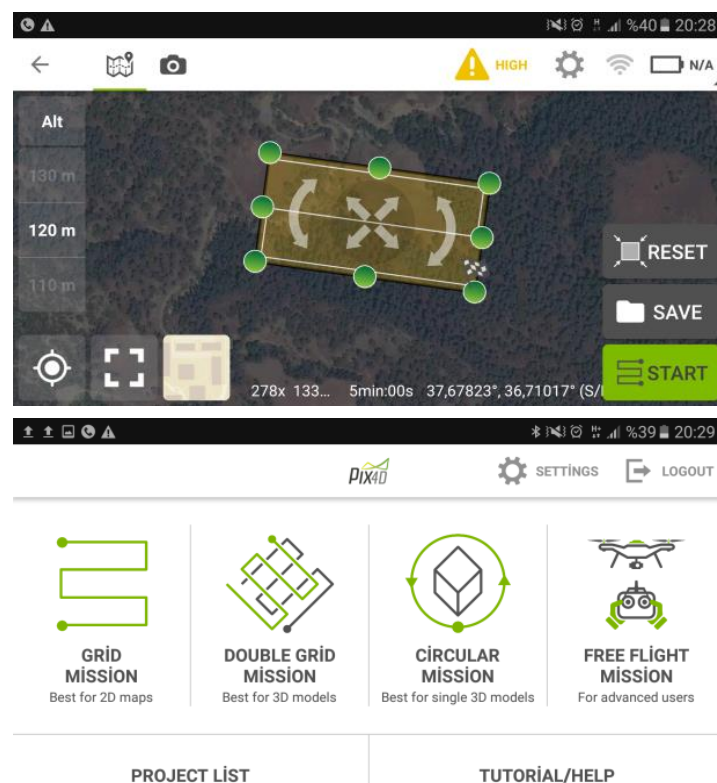 %40 20:28
HIGH
N/A
Alt
130 m
120 m
110 m
RESET
SAVE
START
278x 133... 5min:00s 37,67823°, 36,71017° (S/
%39 20:29
PIX4D
SETTİNGS
LOGOUT
GRİD
MİSSİON
Best for 2D maps
DOUBLE GRİD
MİSSİON
Best for 3D models
CİRCULAR
MİSSİON
Best for single 3D models
FREE FLİGHT
MİSSİON
For advanced users
PROJECT LİST
TUTORİAL/HELP